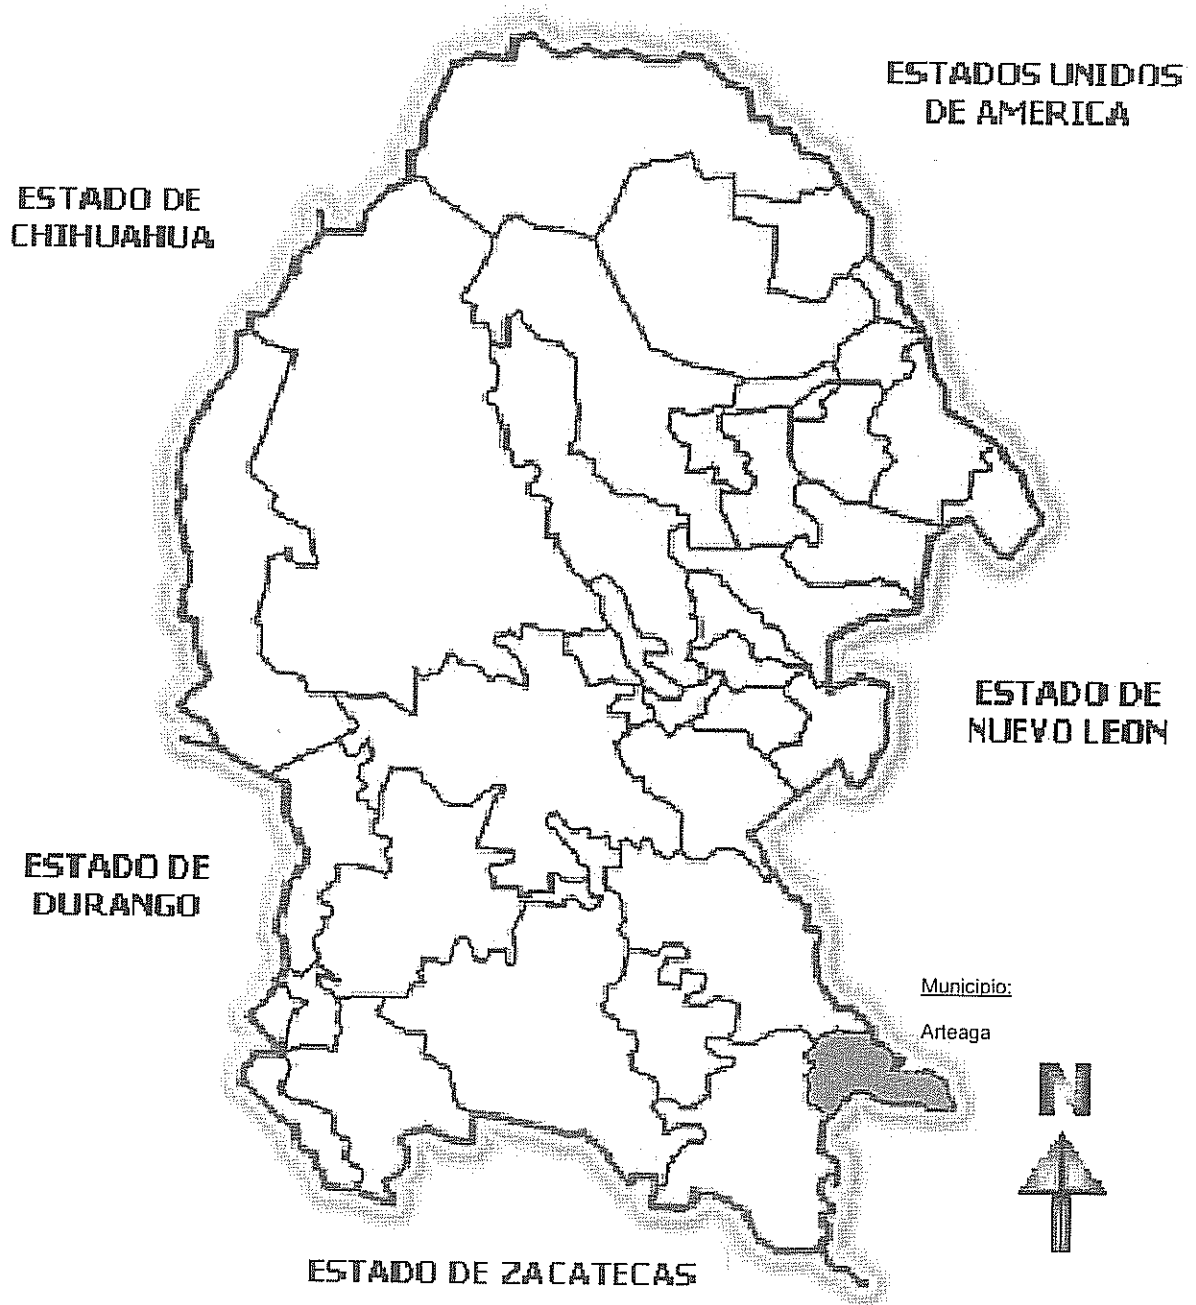 ESTADOS UNIDOS
DE AMERICA
ESTADO DE
CHIHUAHUA
ESTADO DE
NUEVO LEON
ESTADO DE
DURANGO
Municipio:
Arteaga
N
ESTADO DE ZACATECAS